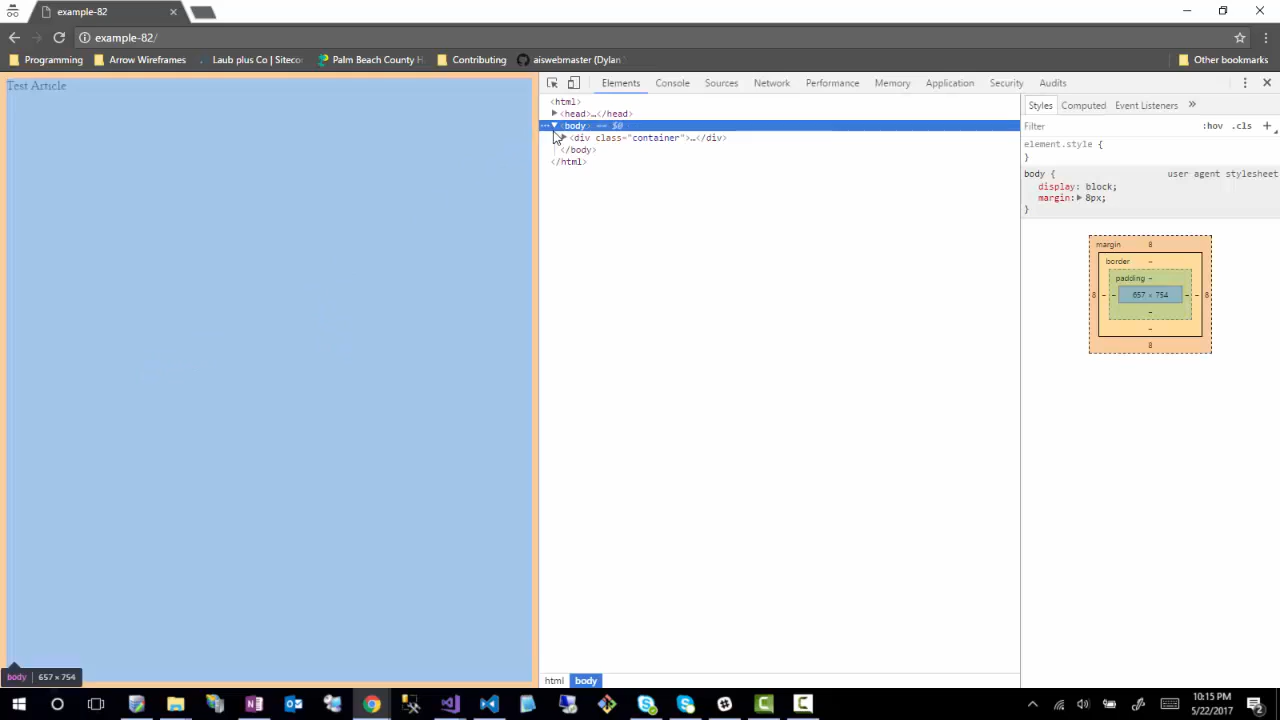 example-82
example-82/
Programming
Arrow Wireframes
Laub plus Co | Sitecor
Palm Beach County H
Contributing
aiswebmaster (Dylan
Other bookmarks
Test Article
body 657 × 754
Elements Console Sources Network Performance Memory Application Security Audits
<html>
<head>…</head>
<body> == $0
<div class="container">…</div>
</body>
</html>
html body
Styles Computed Event Listeners »
Filter :hov .cls +
element.style {
}
body { user agent stylesheet
display: block;
margin: 8px;
}
margin 8
border –
padding –
8 – – 657 × 754 – – 8
–
–
8
10:15 PM
5/22/2017
2